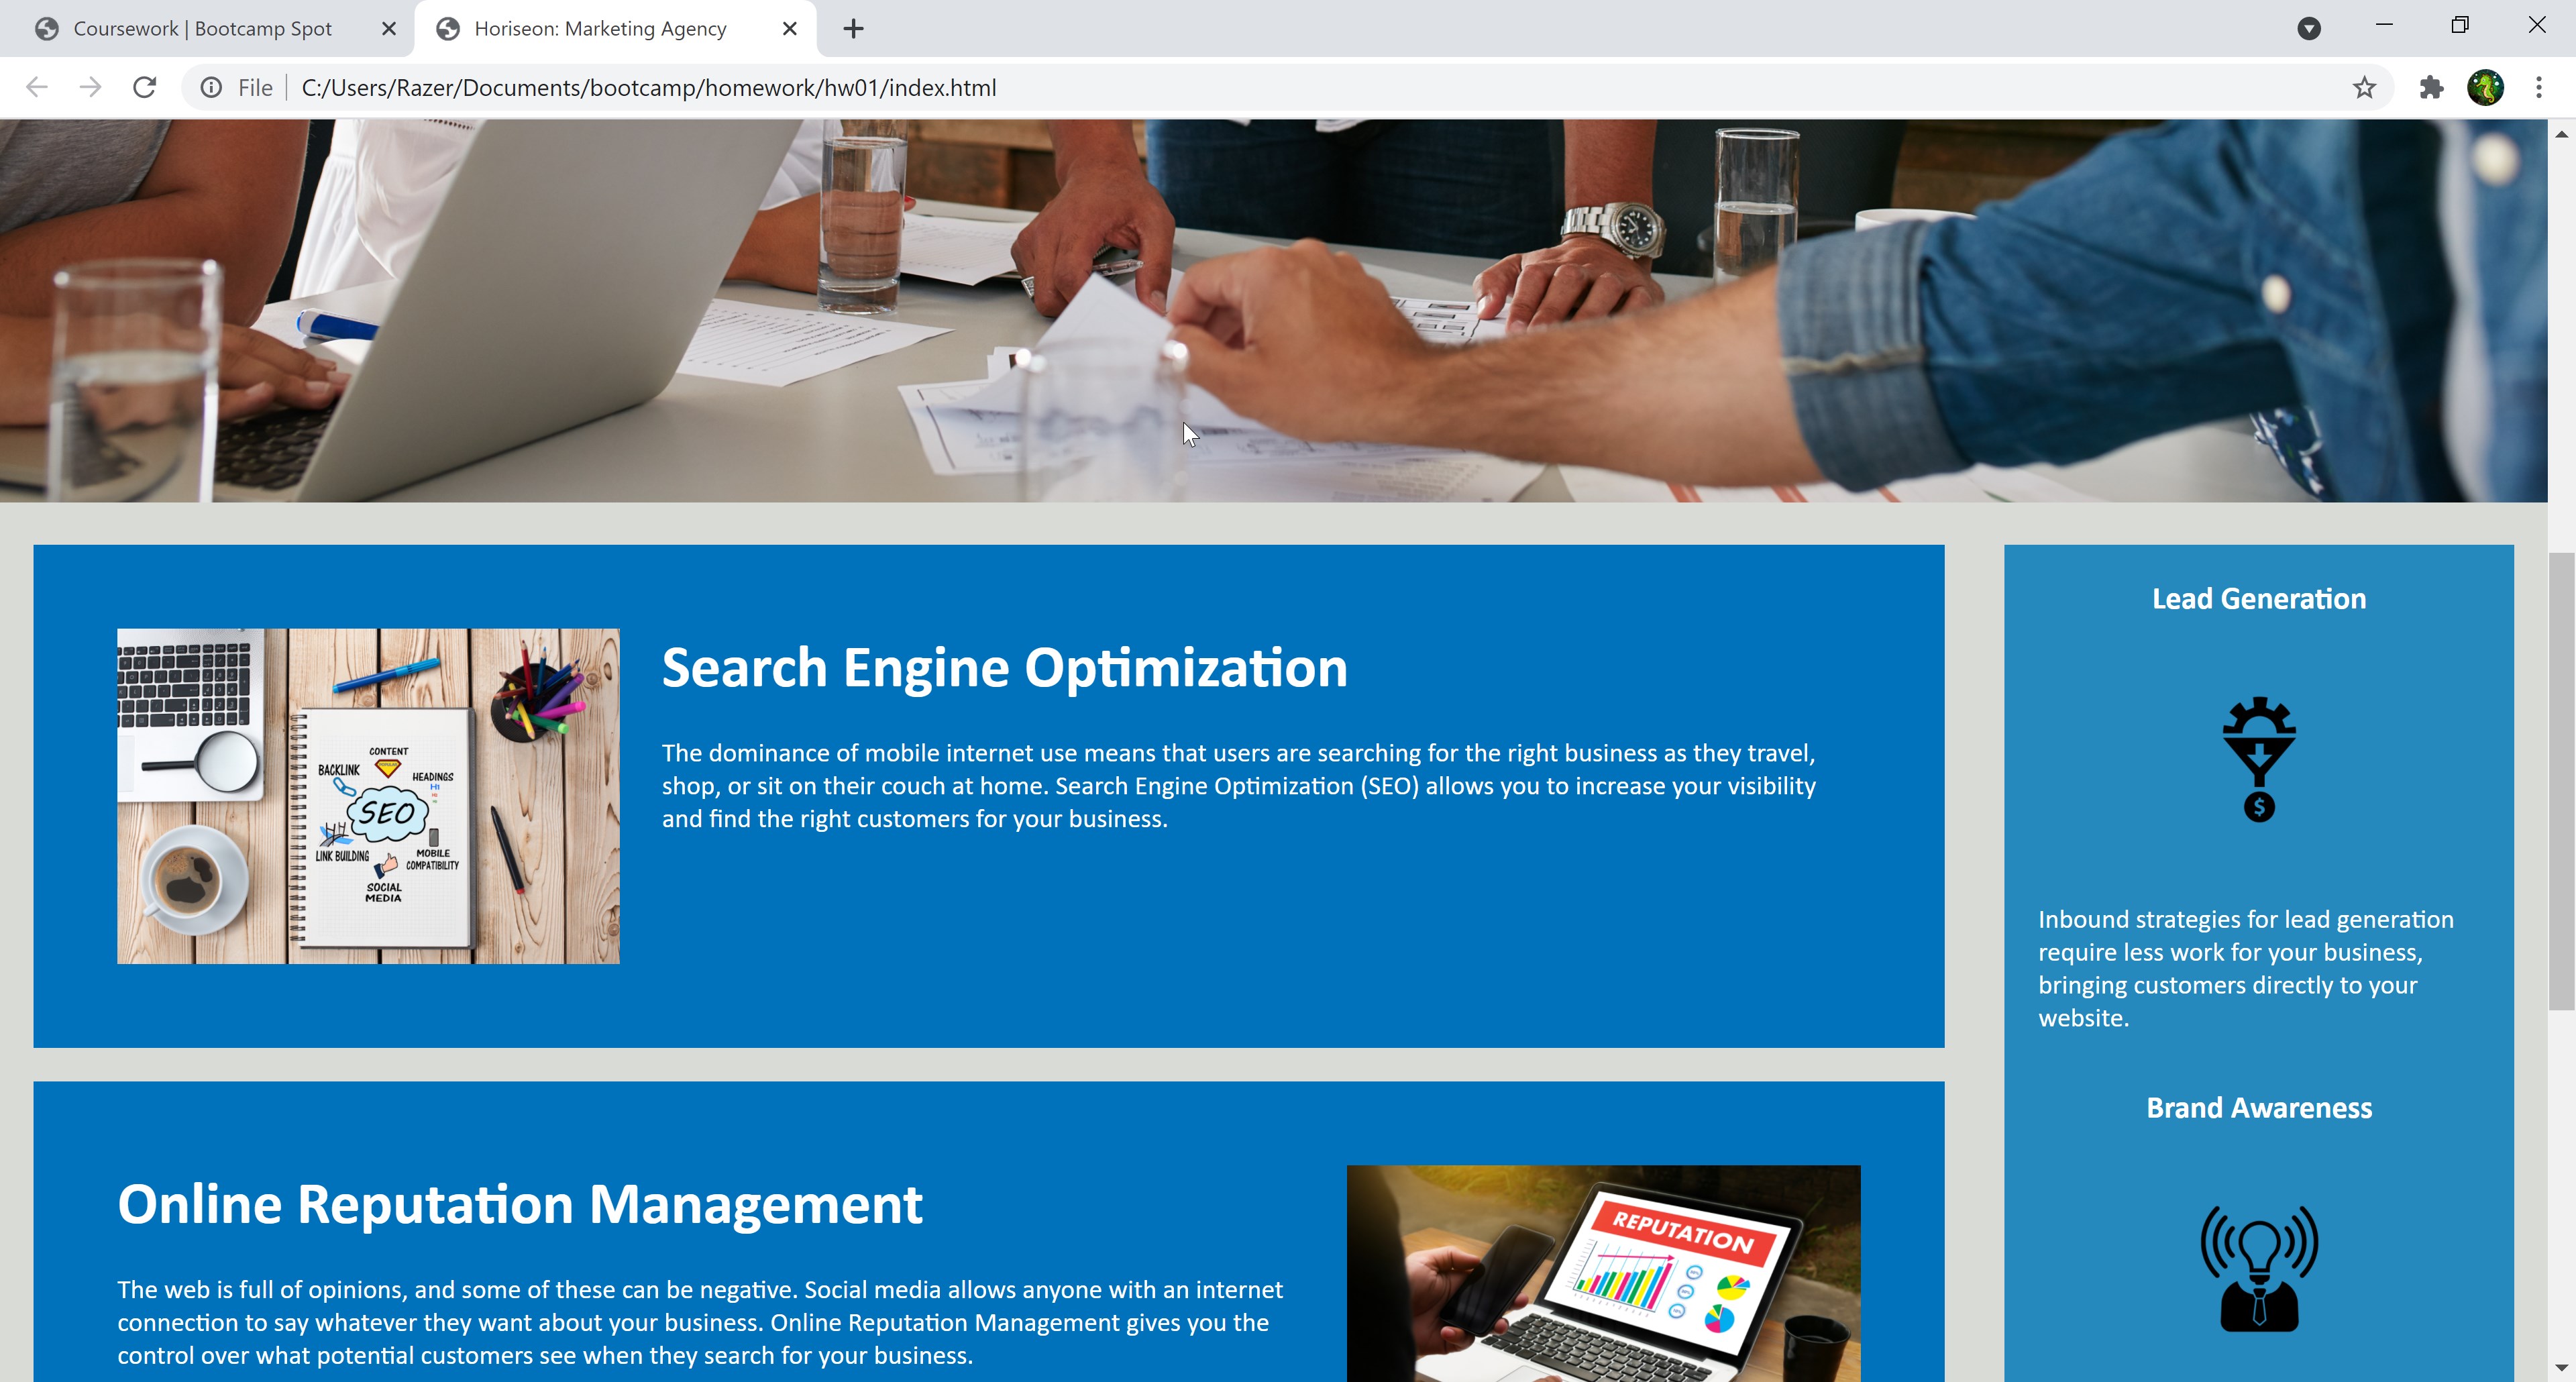 Coursework | Bootcamp Spot
Horiseon: Marketing Agency
File
C:/Users/Razer/Documents/bootcamp/homework/hw01/index.html
CONTENT
BACKLINK
HEADINGS
H1
SEO
LINK BUILDING
MOBILE
COMPATIBILITY
SOCIAL
MEDIA
Search Engine Optimization
The dominance of mobile internet use means that users are searching for the right business as they travel,
shop, or sit on their couch at home. Search Engine Optimization (SEO) allows you to increase your visibility
and find the right customers for your business.
Online Reputation Management
The web is full of opinions, and some of these can be negative. Social media allows anyone with an internet
connection to say whatever they want about your business. Online Reputation Management gives you the
control over what potential customers see when they search for your business.
REPUTATION
Lead Generation
$
Inbound strategies for lead generation
require less work for your business,
bringing customers directly to your
website.
Brand Awareness